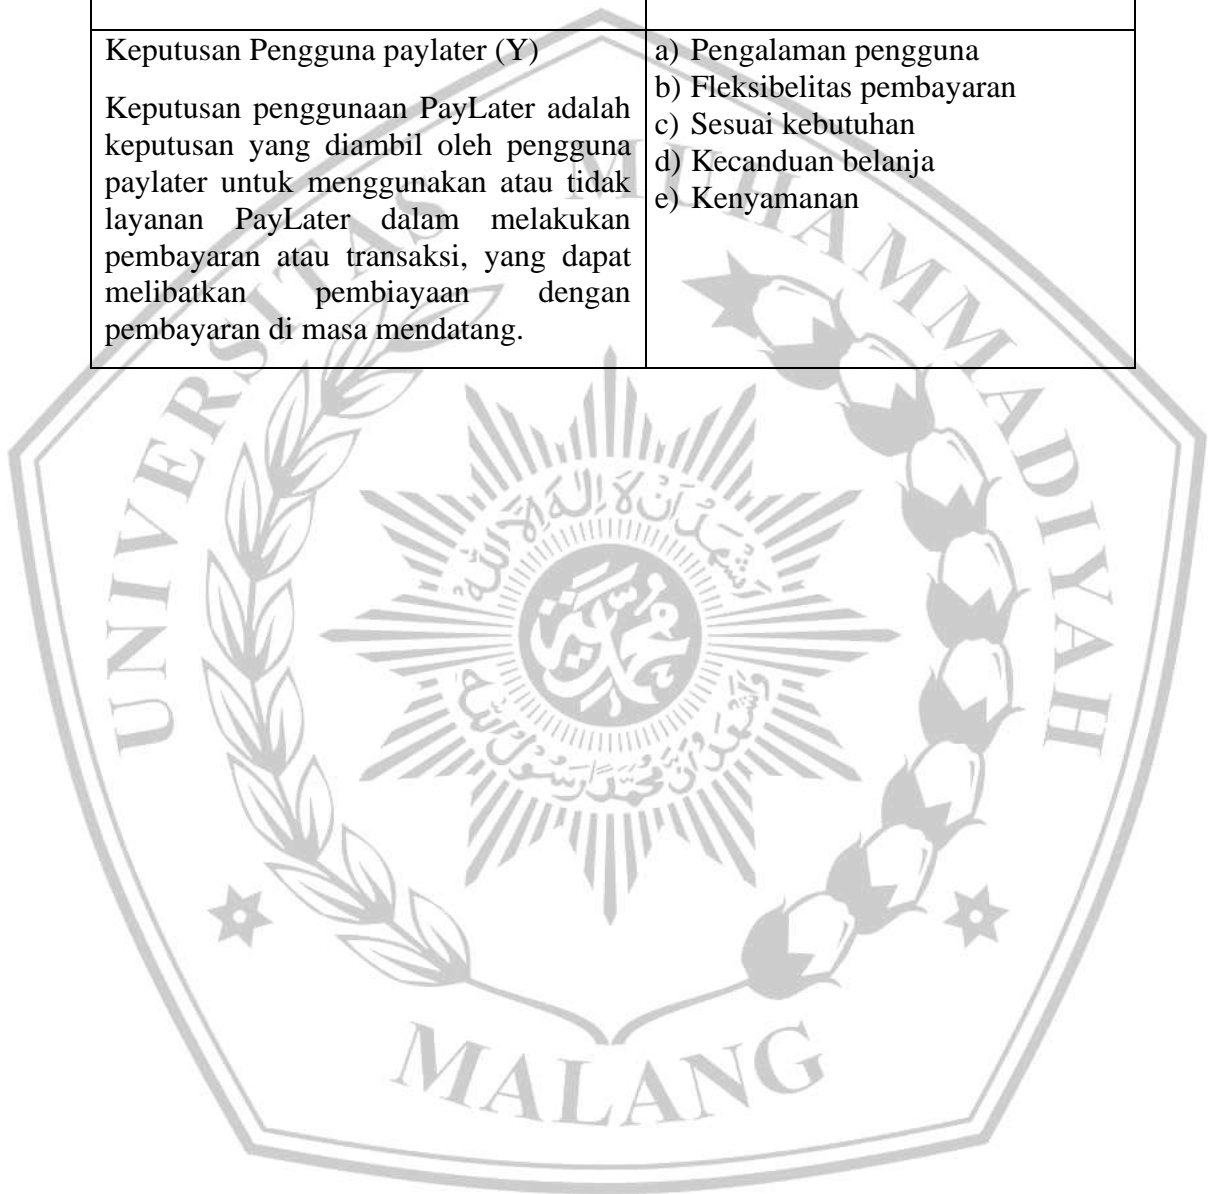 Keputusan Pengguna paylater (Y)
Keputusan penggunaan PayLater adalah
keputusan yang diambil oleh pengguna
paylater untuk menggunakan atau tidak
layanan PayLater dalam melakukan
pembayaran atau transaksi, yang dapat
melibatkan pembiayaan dengan
pembayaran di masa mendatang.
a) Pengalaman pengguna
b) Fleksibelitas pembayaran
c) Sesuai kebutuhan
d) Kecanduan belanja
e) Kenyamanan
UNIVERSITAS MUHAMMADIYAH
MALANG